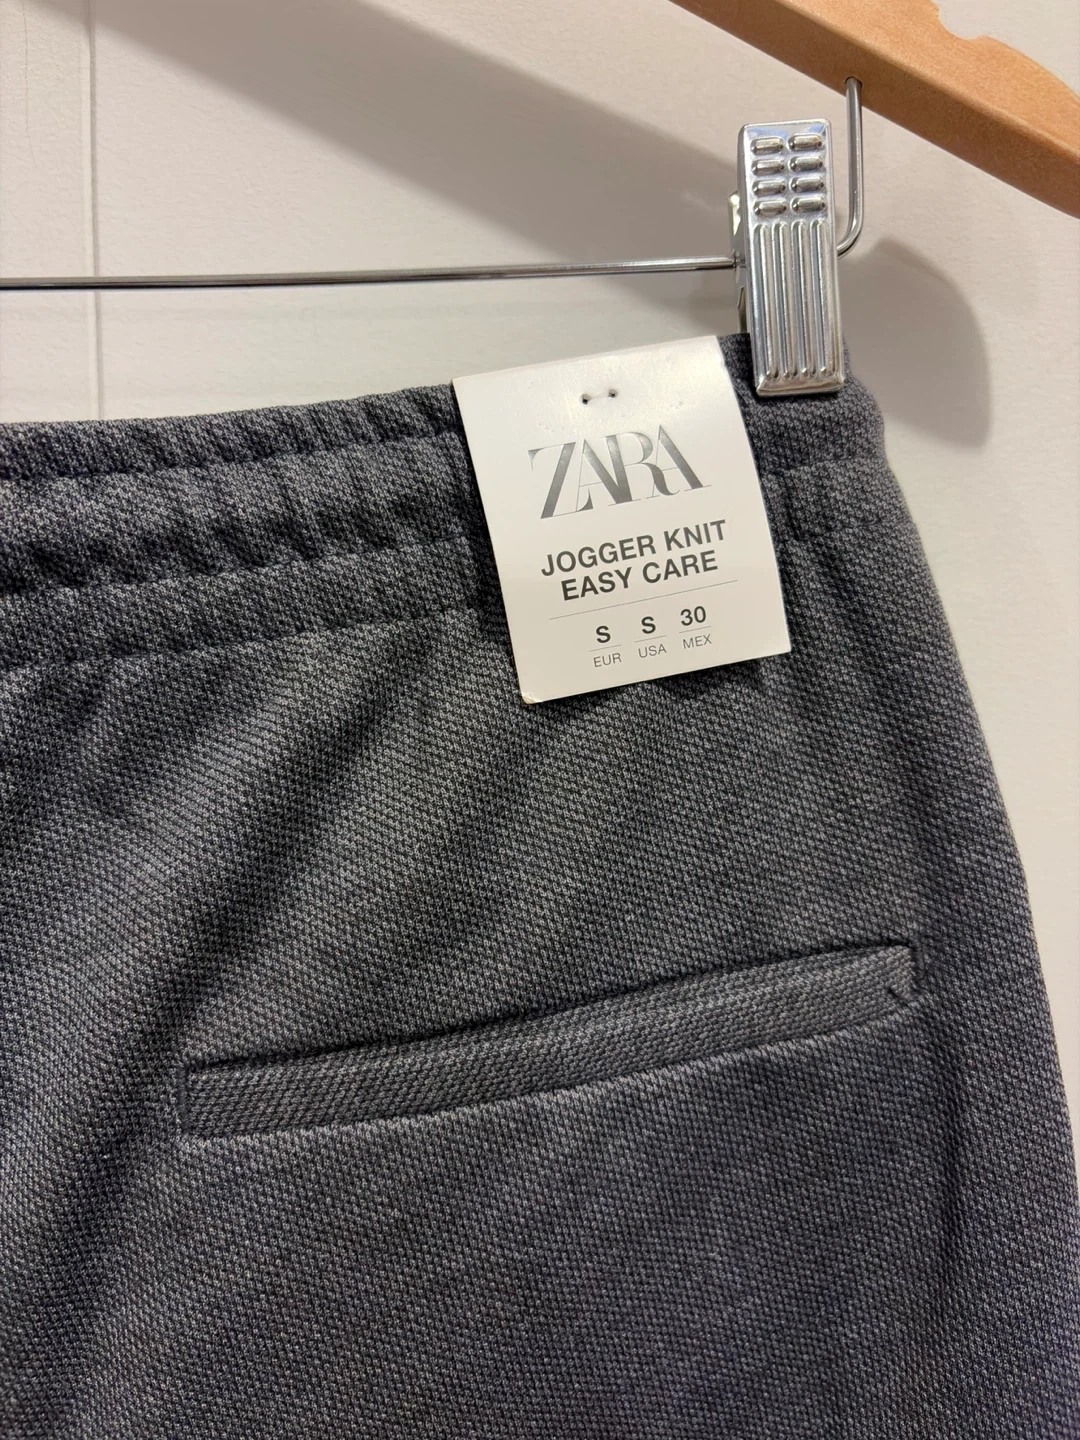 ZARA
JOGGER KNIT
EASY CARE
S S 30
EUR USA MEX